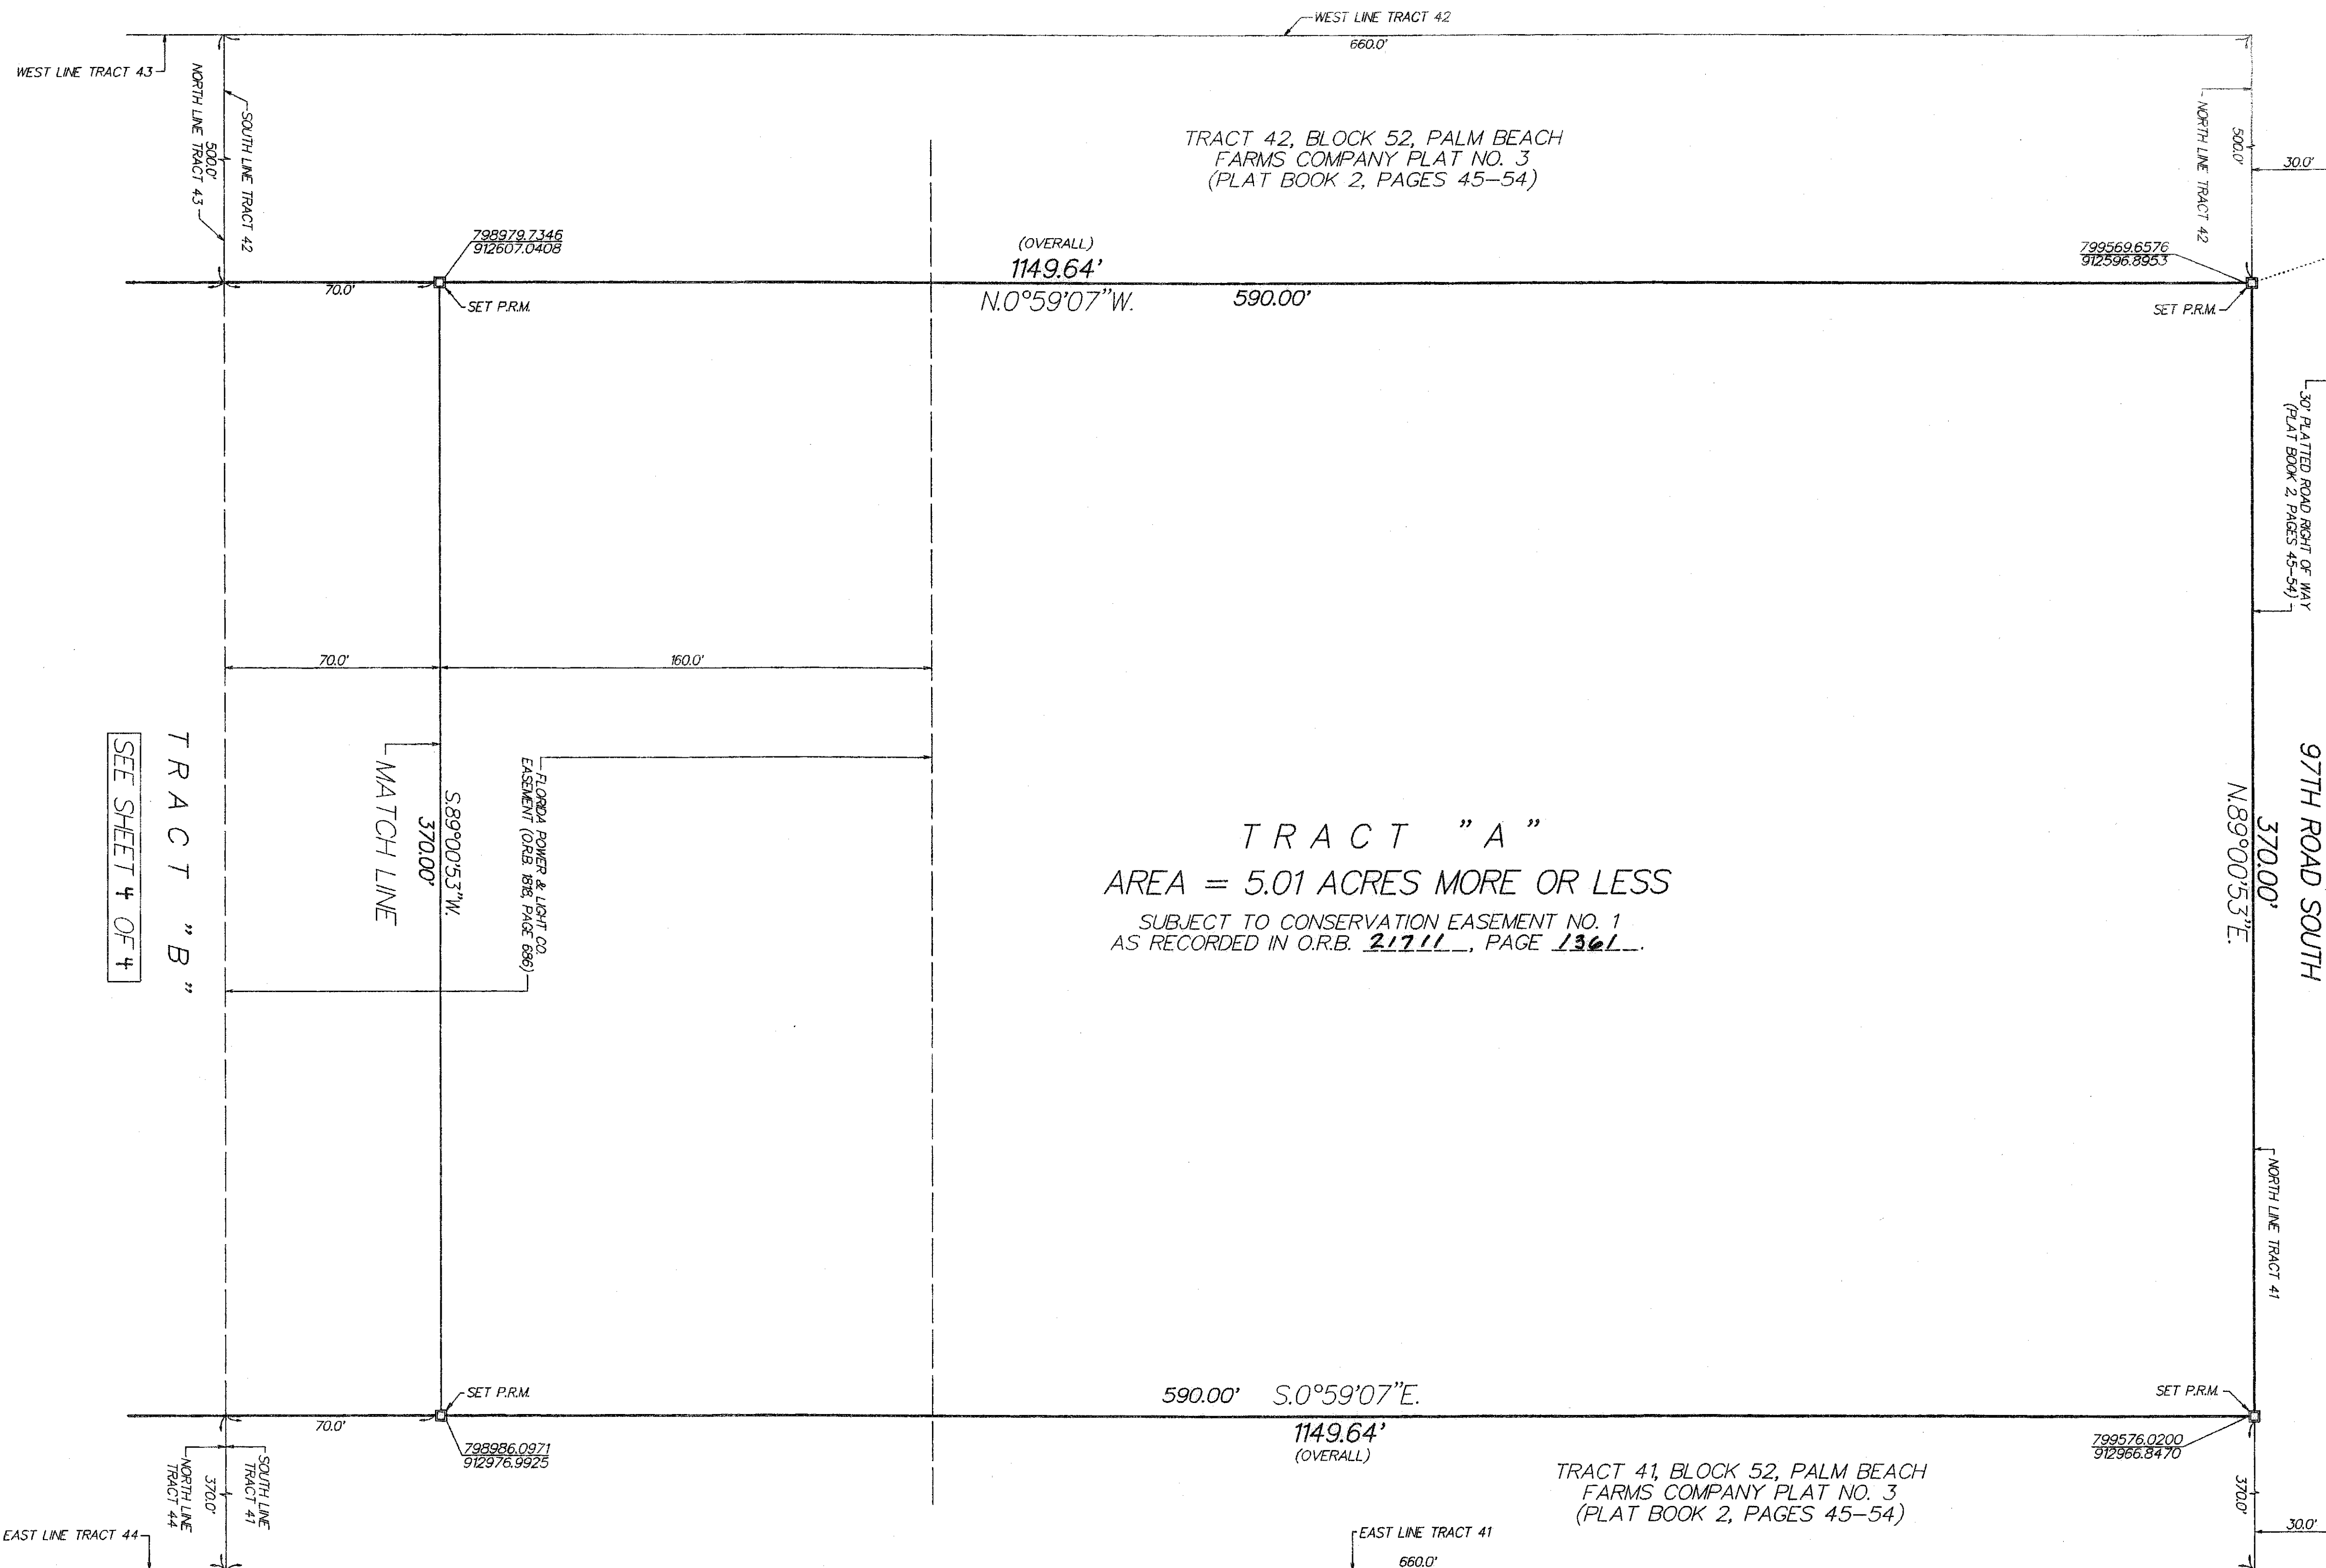 WEST LINE TRACT 42
660.0'
WEST LINE TRACT 43
NORTH LINE TRACT 43
500.0'
SOUTH LINE TRACT 42
TRACT 42, BLOCK 52, PALM BEACH
FARMS COMPANY PLAT NO. 3
(PLAT BOOK 2, PAGES 45-54)
NORTH LINE TRACT 42
500.0'
30.0'
798979.7346
912607.0408
(OVERALL)
1149.64'
799569.6576
912596.8953
70.0'
SET P.R.M.
N.0°59'07"W.
590.00'
SET P.R.M.
30' PLATTED ROAD RIGHT OF WAY
(PLAT BOOK 2, PAGES 45-54)
70.0'
160.0'
TRACT "B"
SEE SHEET 4 OF 4
MATCH LINE
S.89°00'53"W.
370.00'
FLORIDA POWER & LIGHT CO.
EASEMENT (O.R.B. 1818, PAGE 686)
TRACT "A"
AREA = 5.01 ACRES MORE OR LESS
SUBJECT TO CONSERVATION EASEMENT NO. 1
AS RECORDED IN O.R.B. 21711, PAGE 1361.
97TH ROAD SOUTH
370.00'
N.89°00'53"E.
NORTH LINE TRACT 41
SET P.R.M.
590.00'
S.0°59'07"E.
SET P.R.M.
70.0'
1149.64'
(OVERALL)
798986.0971
912976.9925
799576.0200
912966.8470
SOUTH LINE
TRACT 41
370.0'
NORTH LINE
TRACT 44
TRACT 41, BLOCK 52, PALM BEACH
FARMS COMPANY PLAT NO. 3
(PLAT BOOK 2, PAGES 45-54)
370.0'
30.0'
EAST LINE TRACT 44
EAST LINE TRACT 41
660.0'